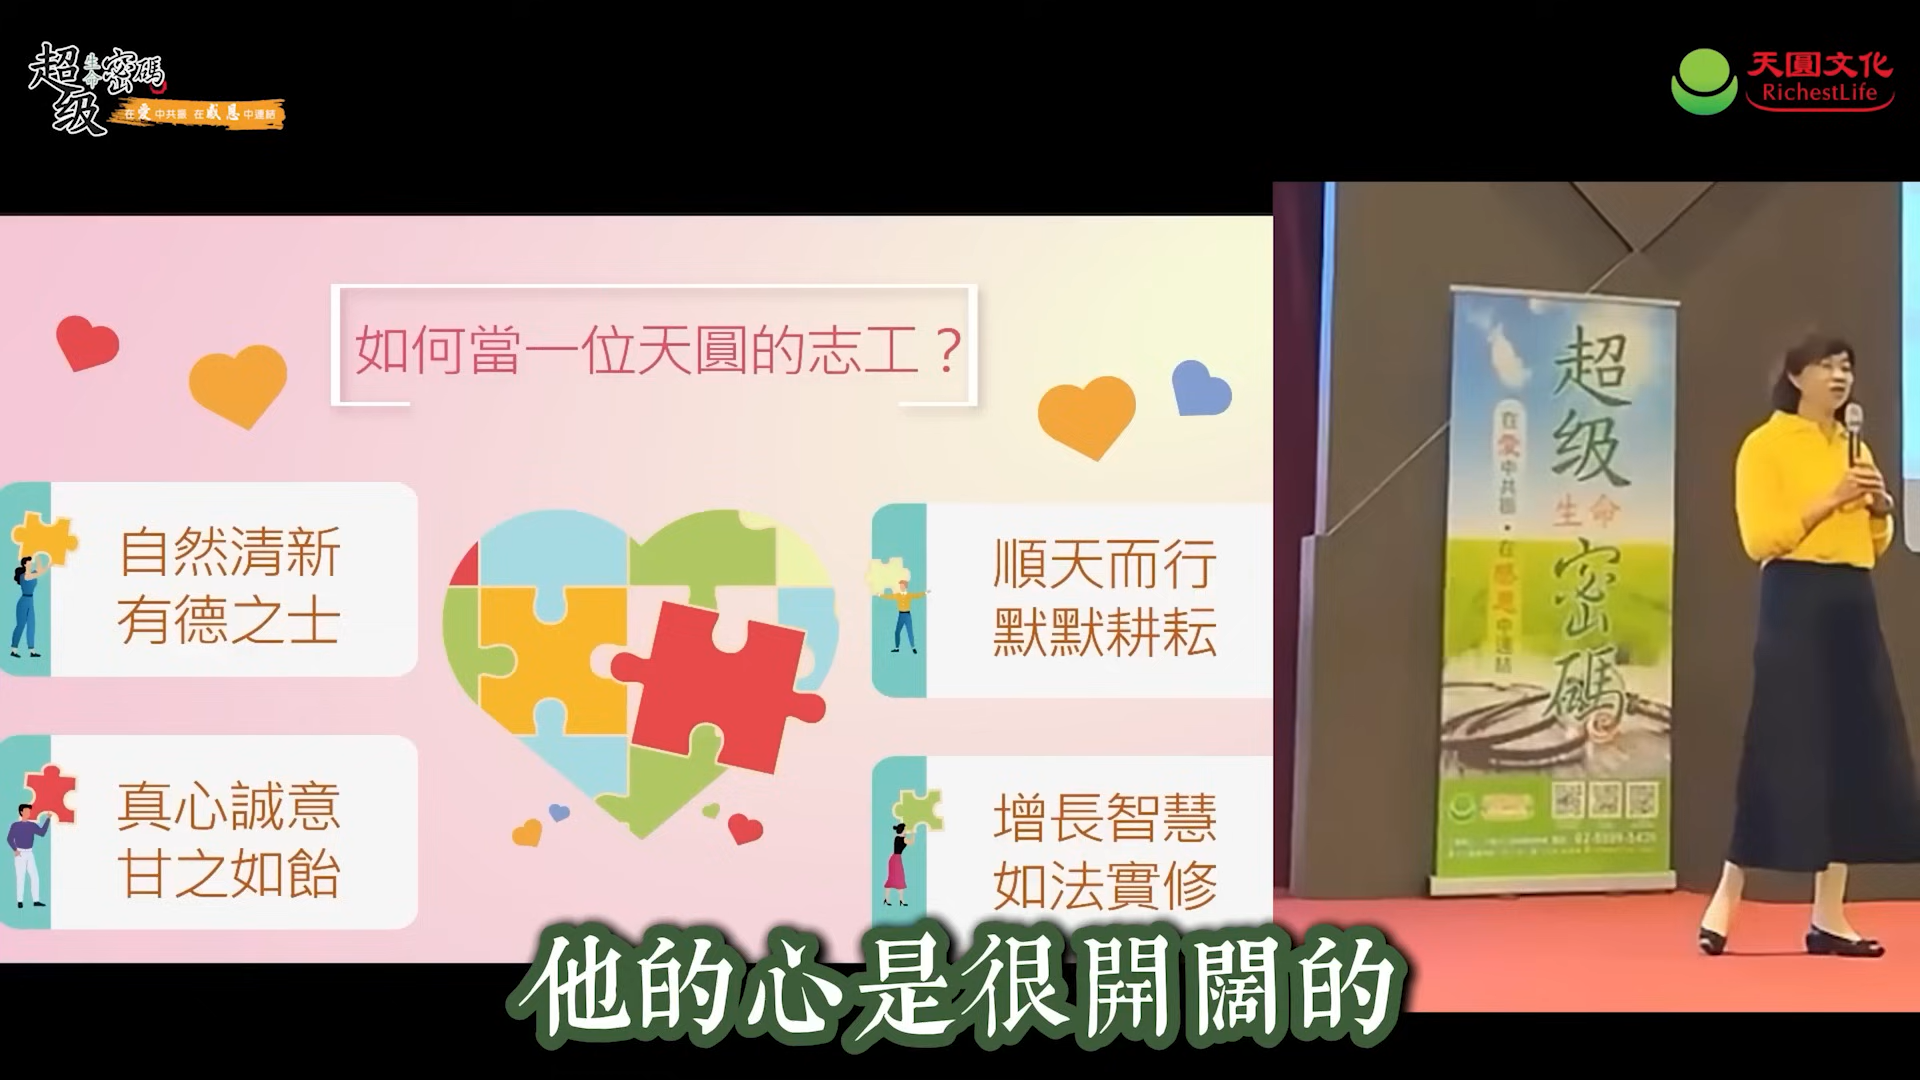 超级生命密碼
在愛中共振 在感恩中連結
天圓文化
RichestLife
如何當一位天圓的志工？
自然清新
有德之士
順天而行
默默耕耘
真心誠意
甘之如飴
增長智慧
如法實修
超级生命密碼
在愛中共振・在感恩中連結
他的心是很開闊的